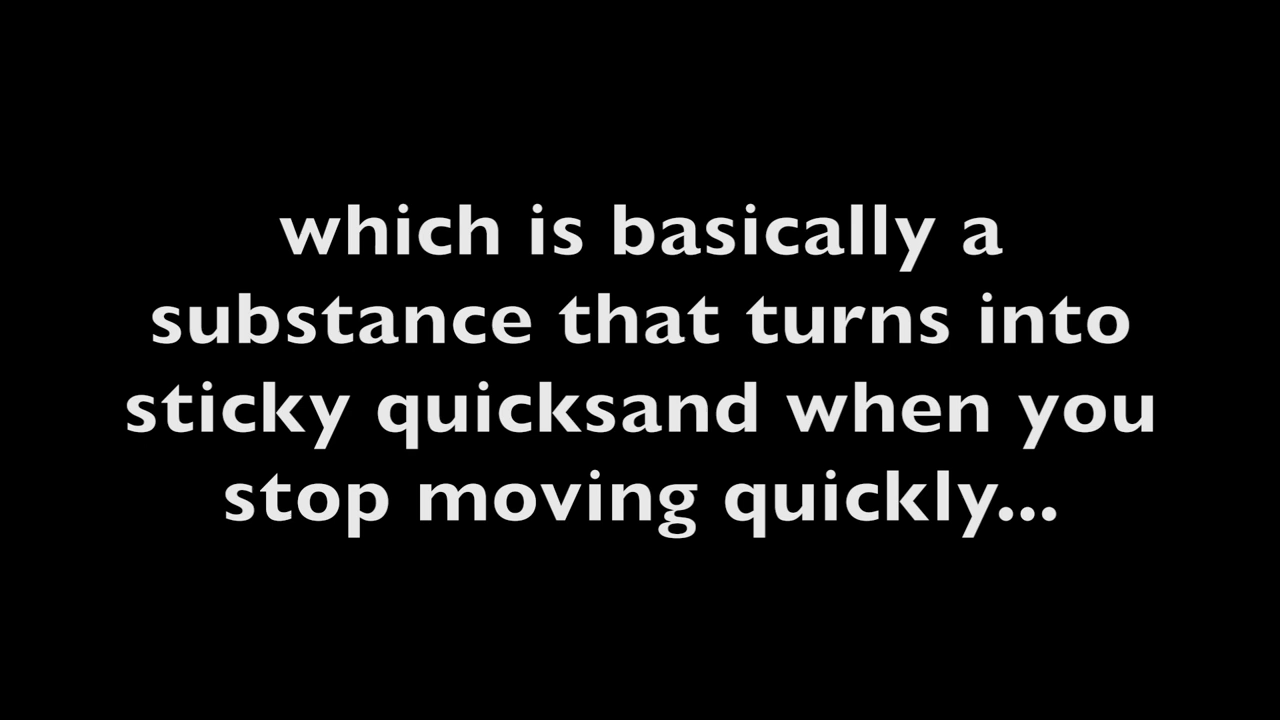 which is basically a
substance that turns into
sticky quicksand when you
stop moving quickly...